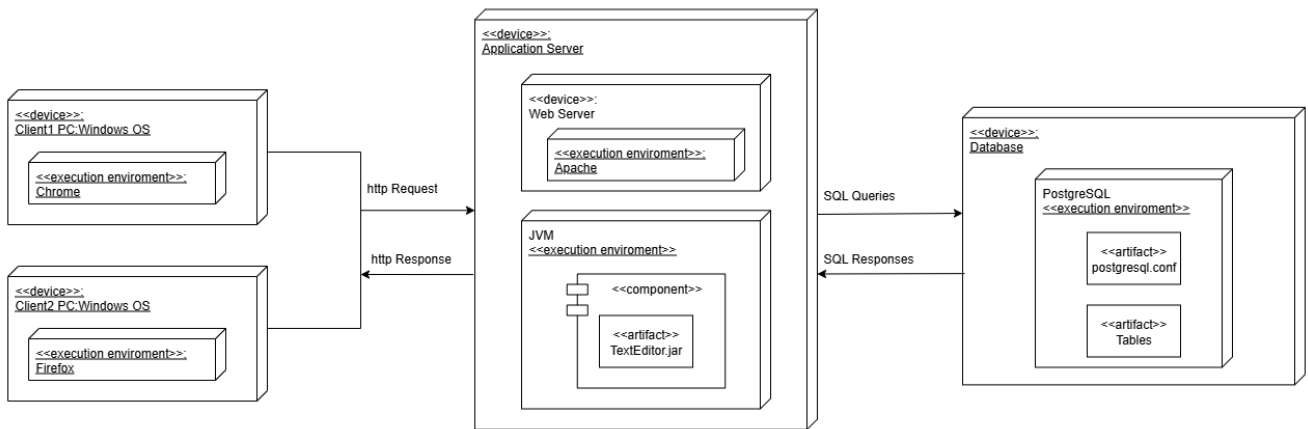 <<device>>:
Client1 PC:Windows OS
<<execution enviroment>>:
Chrome
<<device>>:
Client2 PC:Windows OS
<<execution enviroment>>:
Firefox
http Request
http Response
<<device>>:
Application Server
<<device>>:
Web Server
<<execution enviroment>>:
Apache
JVM
<<execution enviroment>>
<<component>>
<<artifact>>
TextEditor.jar
SQL Queries
SQL Responses
<<device>>:
Database
PostgreSQL
<<execution enviroment>>
<<artifact>>
postgresql.conf
<<artifact>>
Tables